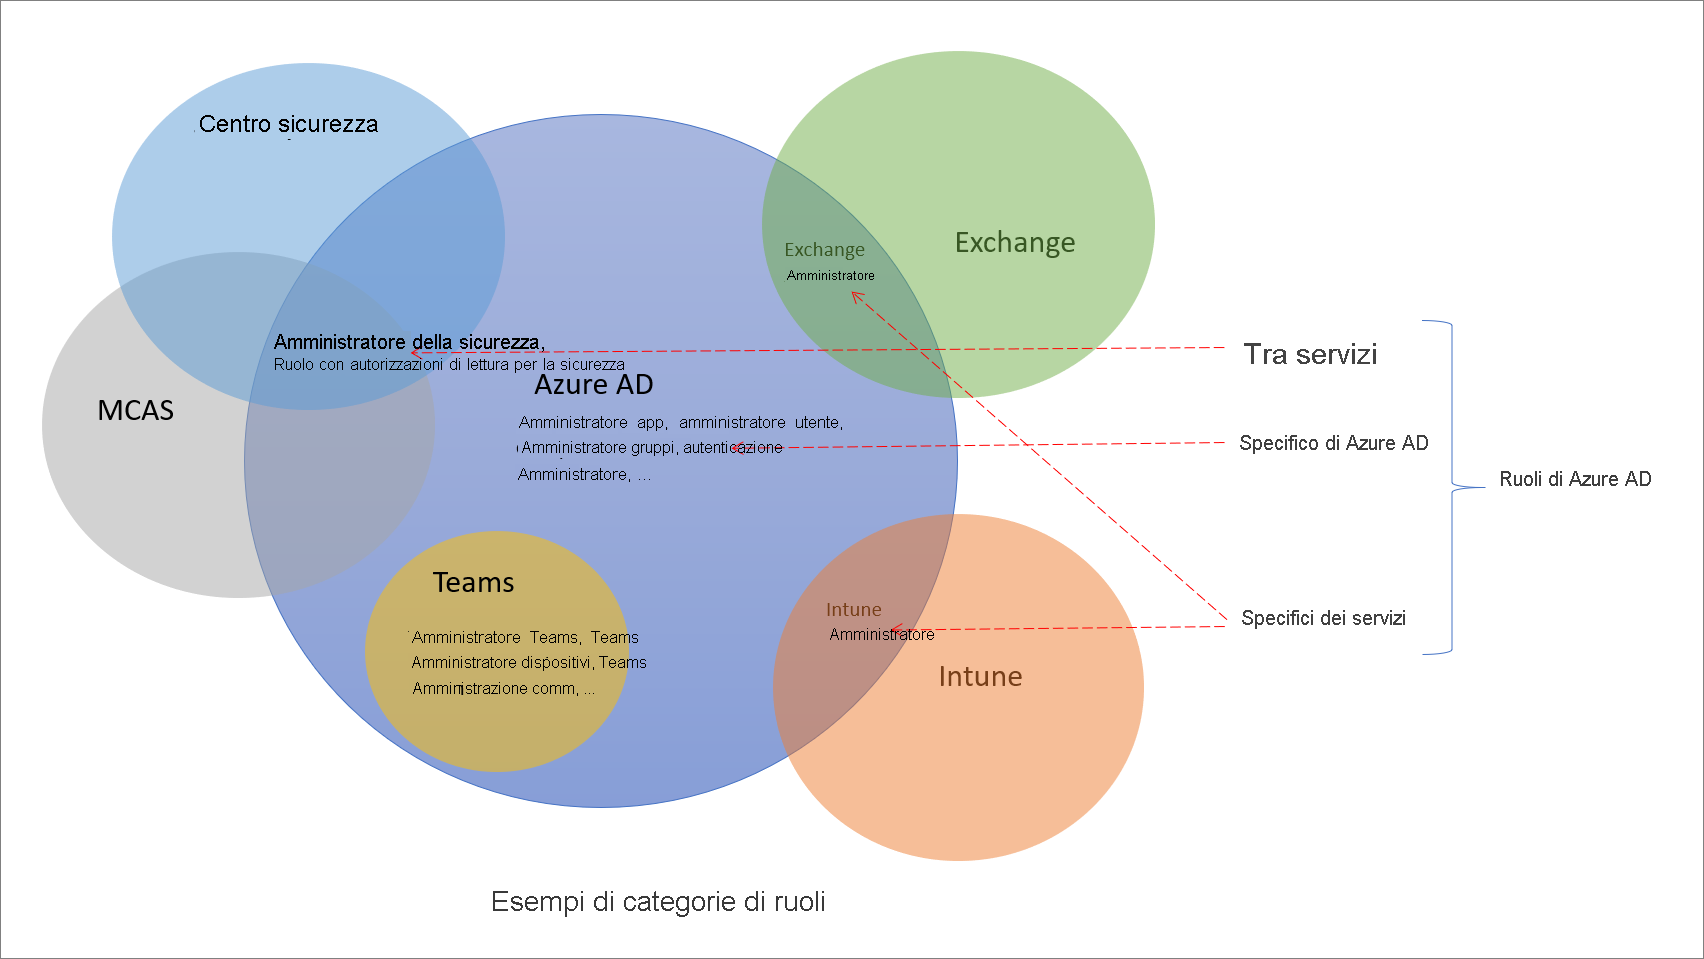 Centro sicurezza
Exchange
Exchange
Amministratore
Amministratore della sicurezza,
Ruolo con autorizzazioni di lettura per la sicurezza
Tra servizi
MCAS
Azure AD
Amministratore app, amministratore utente,
Amministratore gruppi, autenticazione
Amministratore, ...
Specifico di Azure AD
Ruoli di Azure AD
Teams
Amministratore Teams, Teams
Amministratore dispositivi, Teams
Amministrazione comm, ...
Intune
Amministratore
Specifici dei servizi
Intune
Esempi di categorie di ruoli